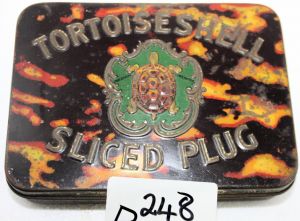 TORTOISESHELL
SLICED PLUG
D248